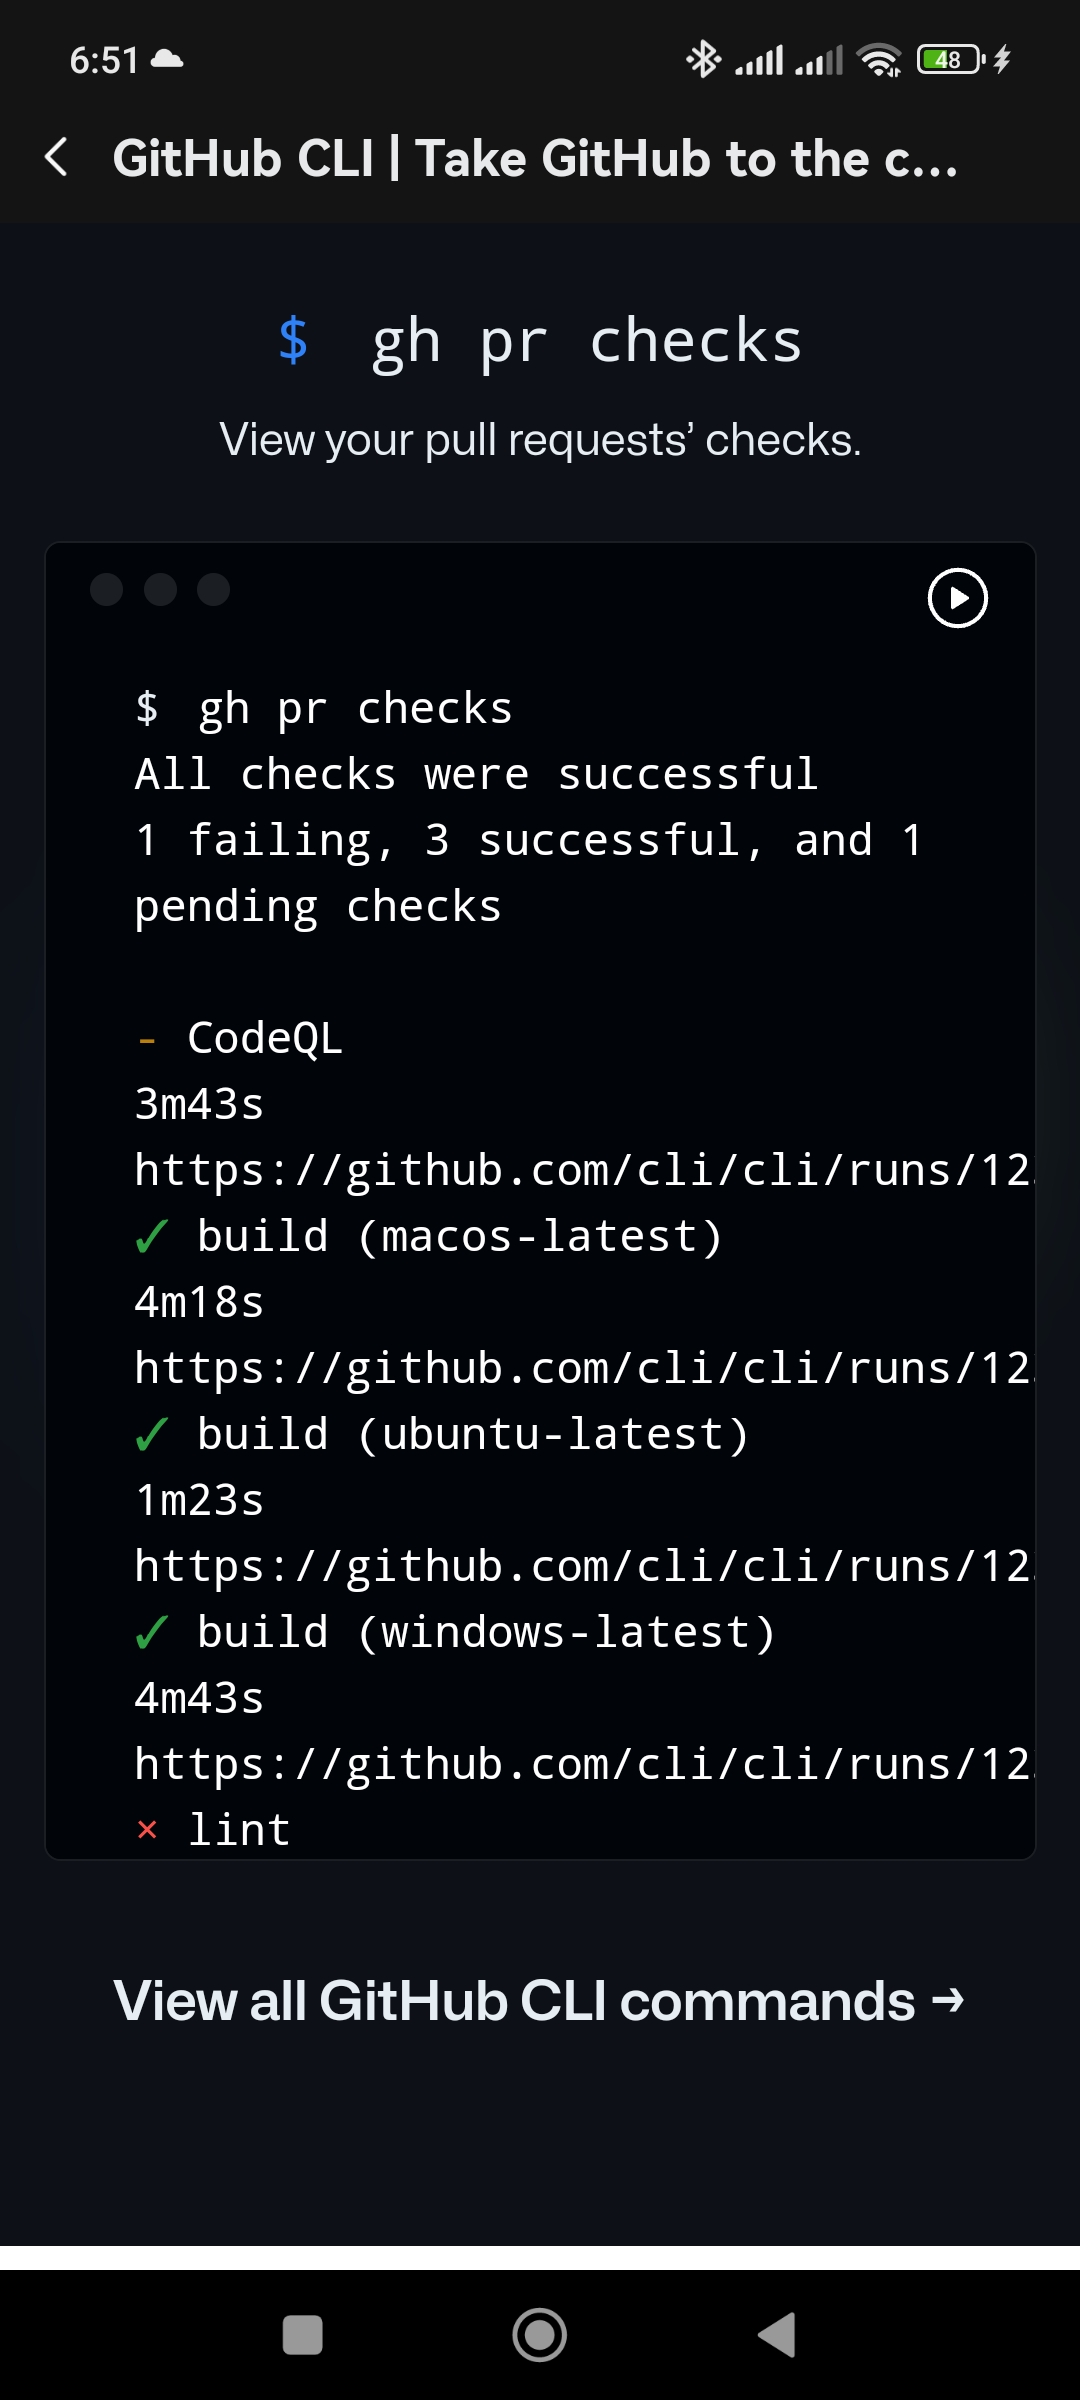 6:51
48
GitHub CLI | Take GitHub to the c...
$ gh pr checks
View your pull requests’ checks.
$ gh pr checks
All checks were successful
1 failing, 3 successful, and 1
pending checks
- CodeQL
3m43s
https://github.com/cli/cli/runs/12
✓ build (macos-latest)
4m18s
https://github.com/cli/cli/runs/12
✓ build (ubuntu-latest)
1m23s
https://github.com/cli/cli/runs/12
✓ build (windows-latest)
4m43s
https://github.com/cli/cli/runs/12
× lint
View all GitHub CLI commands →